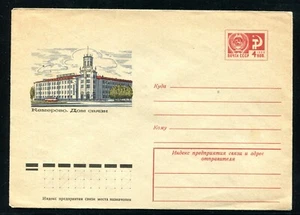 ПОЧТА СССР
4 КОП.
Кемерово. Дом связи
Куда
Кому
Индекс предприятия связи и адрес
отправителя
Индекс предприятия связи места назначения